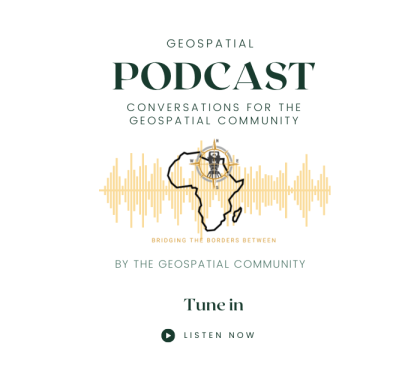 GEOSPATIAL
PODCAST
CONVERSATIONS FOR THE
GEOSPATIAL COMMUNITY
BRIDGING THE BORDERS BETWEEN
BY THE GEOSPATIAL COMMUNITY
Tune in
LISTEN NOW